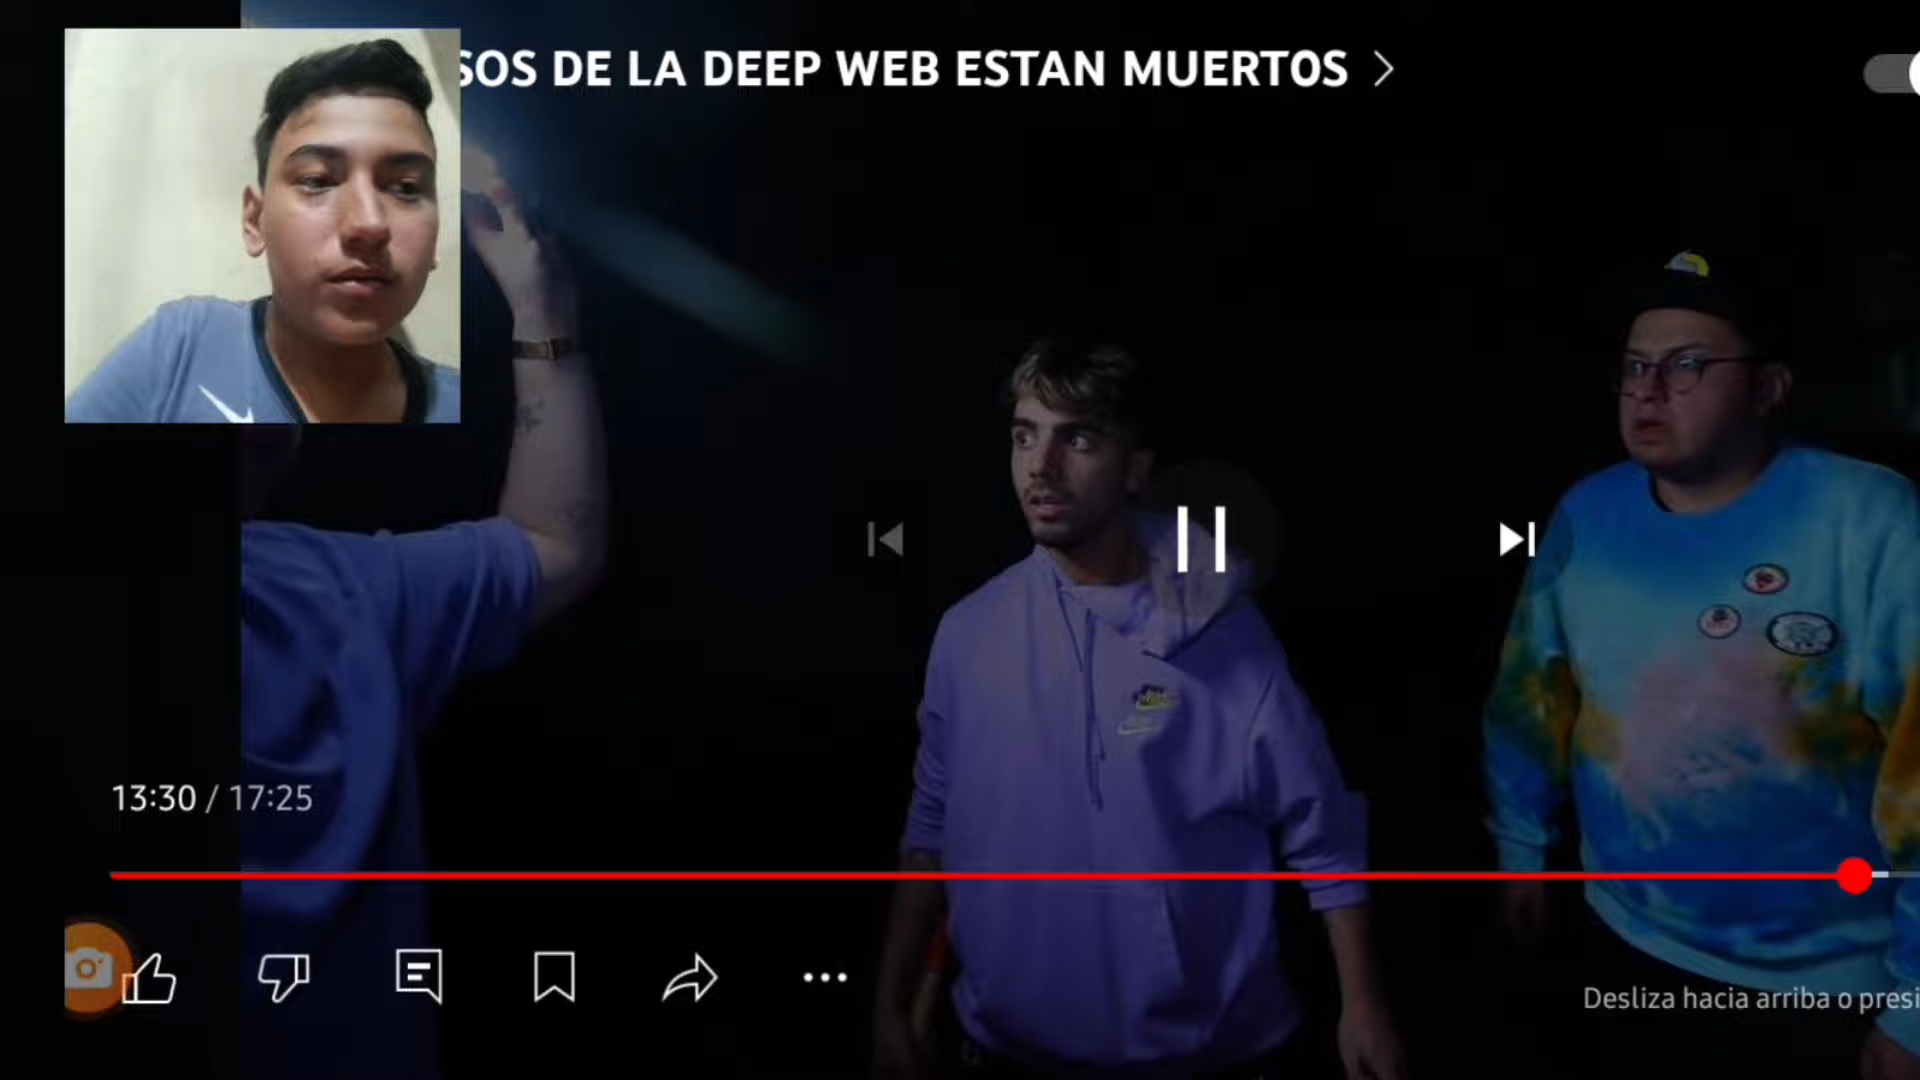 SOS DE LA DEEP WEB ESTAN MUERTOS
13:30 / 17:25
Desliza hacia arriba o presi